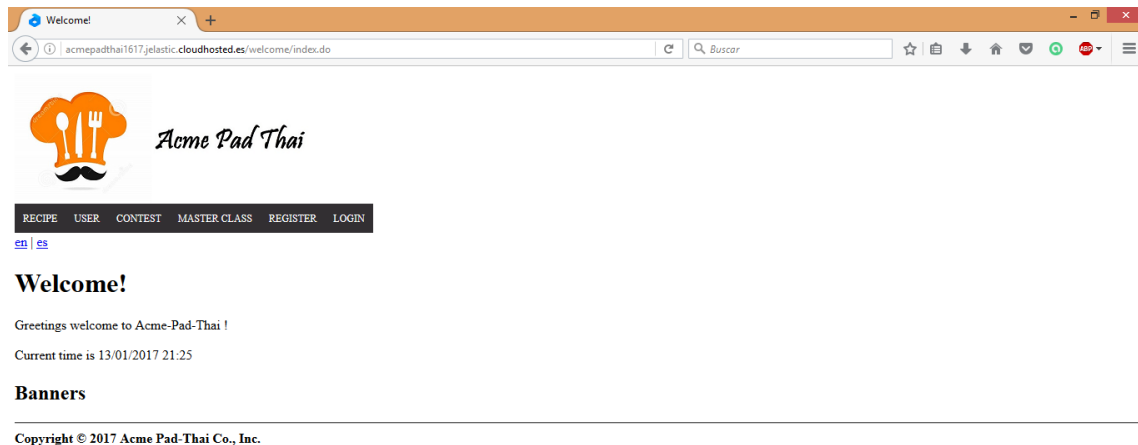 Welcome!
acmepadthai1617.jelastic.cloudhosted.es/welcome/index.do
Buscar
ABP
Acme Pad Thai
RECIPE USER CONTEST MASTER CLASS REGISTER LOGIN
en | es
Welcome!
Greetings welcome to Acme-Pad-Thai !
Current time is 13/01/2017 21:25
Banners
Copyright © 2017 Acme Pad-Thai Co., Inc.